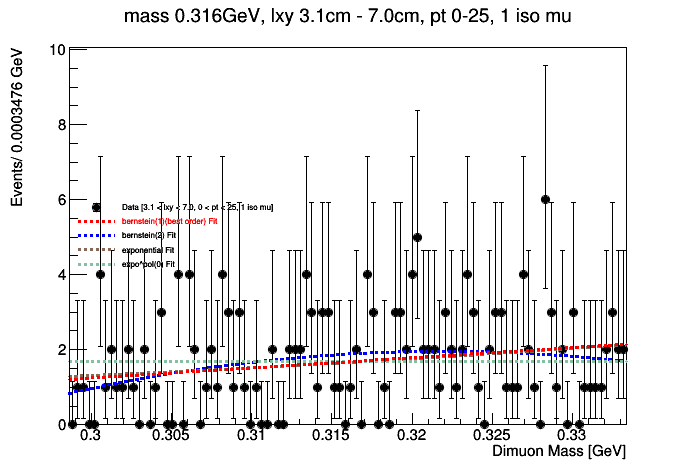 mass 0.316GeV, lxy 3.1cm - 7.0cm, pt 0-25, 1 iso mu
Events/ 0.0003476 GeV
10
8
6
4
2
0
Data [3.1 < lxy < 7.0, 0 < pt < 25, 1 iso mu]
bernstein(1)(best order) Fit
bernstein(2) Fit
exponential Fit
expo*pol(0) Fit
0.3 0.305 0.31 0.315 0.32 0.325 0.33
Dimuon Mass [GeV]